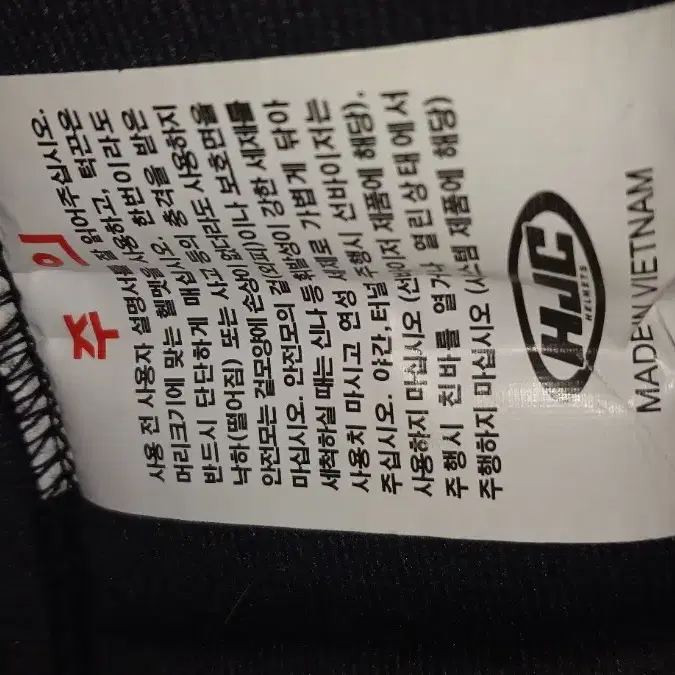 주 의
사용 전 사용자 설명서를 잘 읽어주십시오.
머리크기에 맞는 헬멧을 사용하고, 턱끈은
반드시 단단하게 매십시오. 한번이라도
낙하(떨어짐) 또는 사고 등의 충격을 받은
안전모는 겉모양에 손상이 없더라도 사용하지
마십시오. 안전모의 겉(외피)이나 보호면을
세척하실 때는 신나 등 휘발성이 강한 세제를
사용치 마시고 연성 세제로 가볍게 닦아
주십시오. 야간, 터널 주행시 선바이저는
사용하지 마십시오 (선바이저 제품에 해당).
주행시 친바를 열거나 열린상태에서
주행하지 마십시오 (시스템 제품에 해당)
HJC
HELMETS
MADE IN VIETNAM